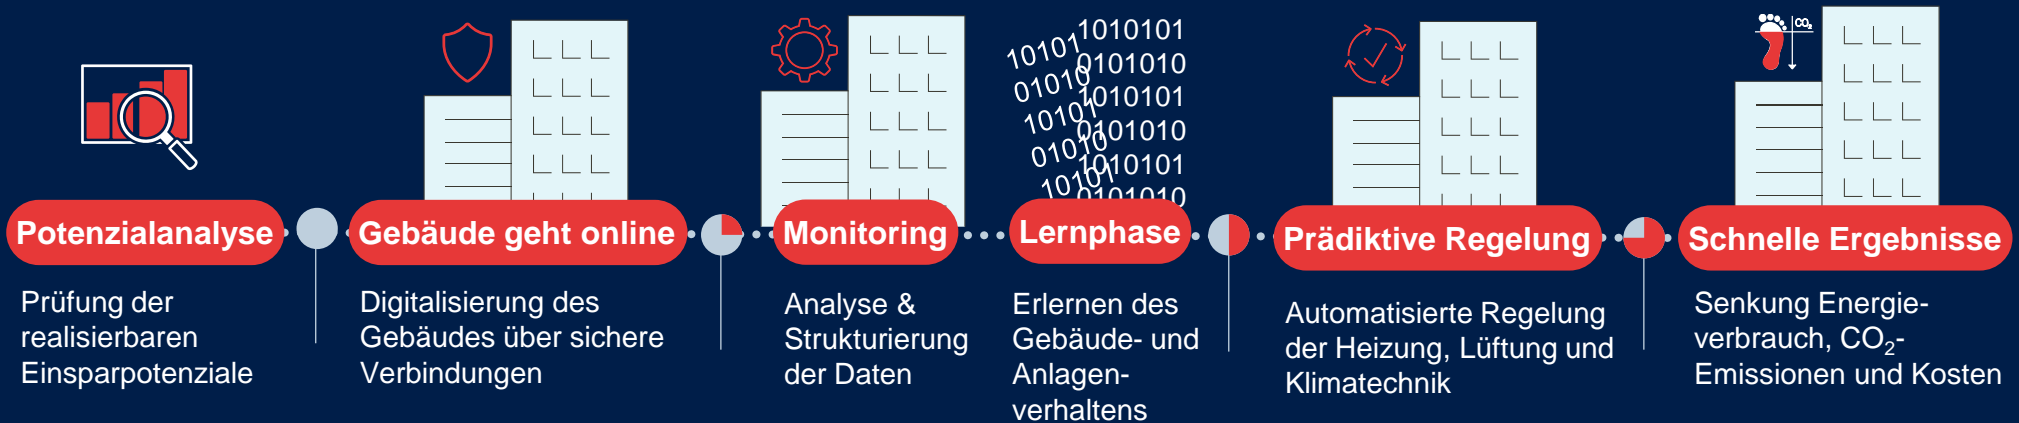 CO₂
1010101
10101
0101010
01010
1010101
10101
0101010
01010
1010101
10101
0101010
Potenzialanalyse
Prüfung der
realisierbaren
Einsparpotenziale
Gebäude geht online
Digitalisierung des
Gebäudes über sichere
Verbindungen
Monitoring
Analyse &
Strukturierung
der Daten
Lernphase
Erlernen des
Gebäude- und
Anlagen-
verhaltens
Prädiktive Regelung
Automatisierte Regelung
der Heizung, Lüftung und
Klimatechnik
Schnelle Ergebnisse
Senkung Energie-
verbrauch, CO₂-
Emissionen und Kosten